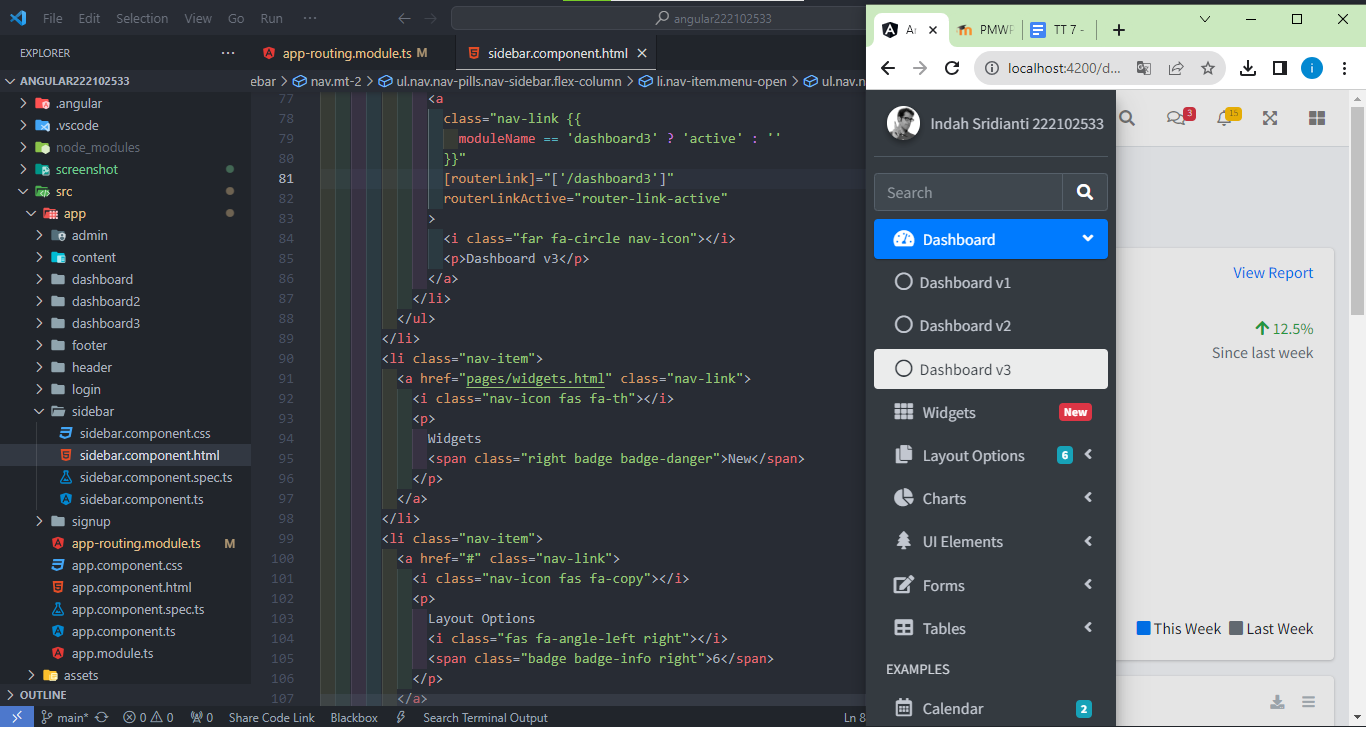 File Edit Selection View Go Run ···
angular222102533
EXPLORER ···
ANGULAR222102533
.angular
.vscode
node_modules
screenshot
src
app
admin
content
dashboard
dashboard2
dashboard3
footer
header
login
sidebar
sidebar.component.css
sidebar.component.html
sidebar.component.spec.ts
sidebar.component.ts
signup
app-routing.module.ts M
app.component.css
app.component.html
app.component.spec.ts
app.component.ts
app.module.ts
assets
OUTLINE
app-routing.module.ts M
sidebar.component.html
ebar > nav.mt-2 > ul.nav.nav-pills.nav-sidebar.flex-column > li.nav-item.menu-open > ul.nav.n
77 <a
78 class="nav-link {{
79 moduleName == 'dashboard3' ? 'active' : ''
80 }}"
81 [routerLink]="['/dashboard3']"
82 routerLinkActive="router-link-active"
83 >
84 <i class="far fa-circle nav-icon"></i>
85 <p>Dashboard v3</p>
86 </a>
87 </li>
88 </ul>
89 </li>
90 <li class="nav-item">
91 <a href="pages/widgets.html" class="nav-link">
92 <i class="nav-icon fas fa-th"></i>
93 <p>
94 Widgets
95 <span class="right badge badge-danger">New</span>
96 </p>
97 </a>
98 </li>
99 <li class="nav-item">
100 <a href="#" class="nav-link">
101 <i class="nav-icon fas fa-copy"></i>
102 <p>
103 Layout Options
104 <i class="fas fa-angle-left right"></i>
105 <span class="badge badge-info right">6</span>
106 </p>
107 </a>
main* 0 0 0 Share Code Link Blackbox Search Terminal Output Ln 8
PMWF
TT 7 -
localhost:4200/d...
Indah Sridianti 222102533
3
15
Search
Dashboard
Dashboard v1
Dashboard v2
Dashboard v3
Widgets New
Layout Options 6
Charts
UI Elements
Forms
Tables
EXAMPLES
Calendar 2
View Report
12.5%
Since last week
This Week Last Week